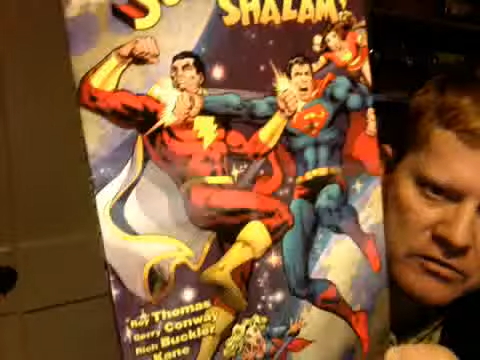 SHAZAM!
Roy Thomas
Gerry Conway
Rich Buckler
Kane